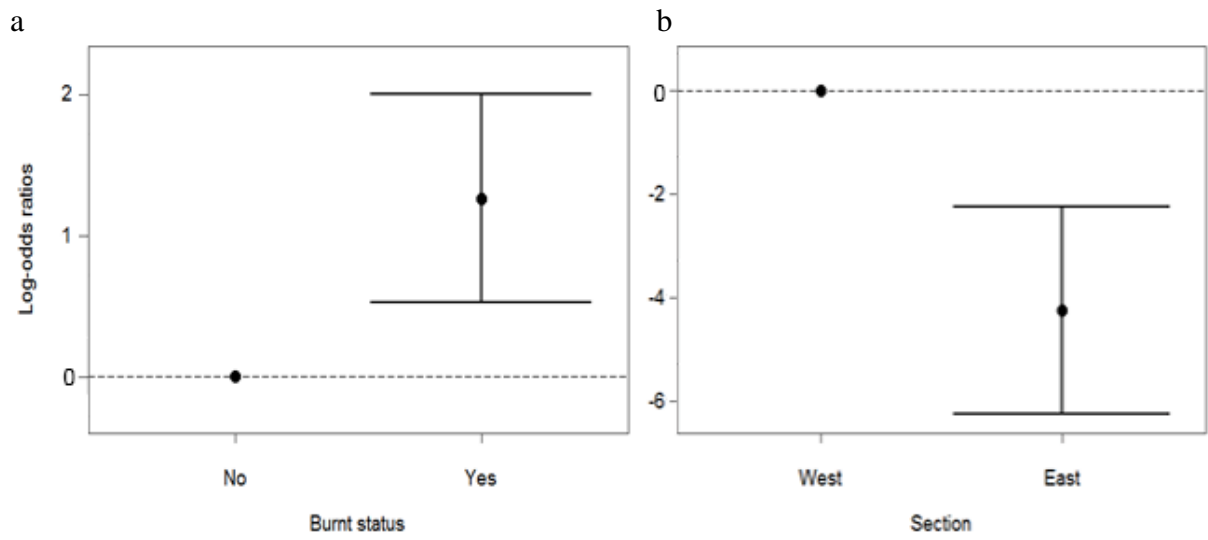 a
b
Log-odds ratios
2
1
0
No
Yes
Burnt status
0
-2
-4
-6
West
East
Section